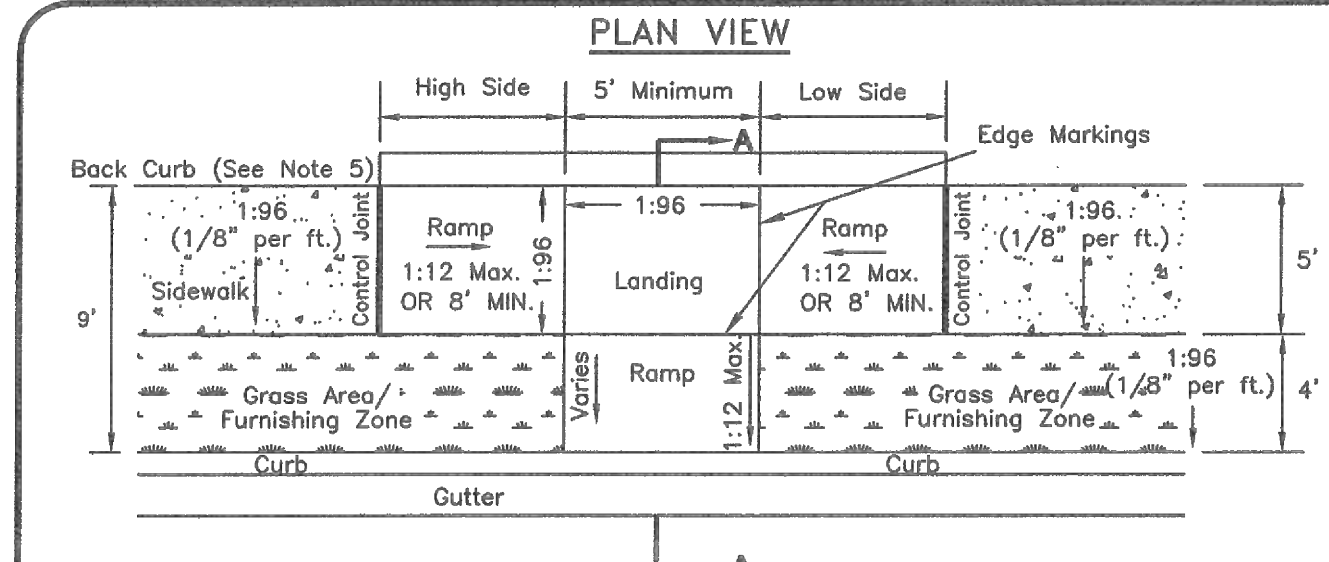 PLAN VIEW
High Side
5' Minimum
Low Side
A
Edge Markings
Back Curb (See Note 5)
1:96
(1/8" per ft.)
Sidewalk
Control Joint
Ramp
1:12 Max.
OR 8' MIN.
1:96
1:96
Landing
Ramp
1:12 Max.
OR 8' MIN.
Control Joint
1:96
(1/8" per ft.)
5'
9'
Grass Area/
Furnishing Zone
Varies
Ramp
1:12 Max.
Grass Area/
Furnishing Zone
1:96
(1/8" per ft.)
4'
Curb
Curb
Gutter